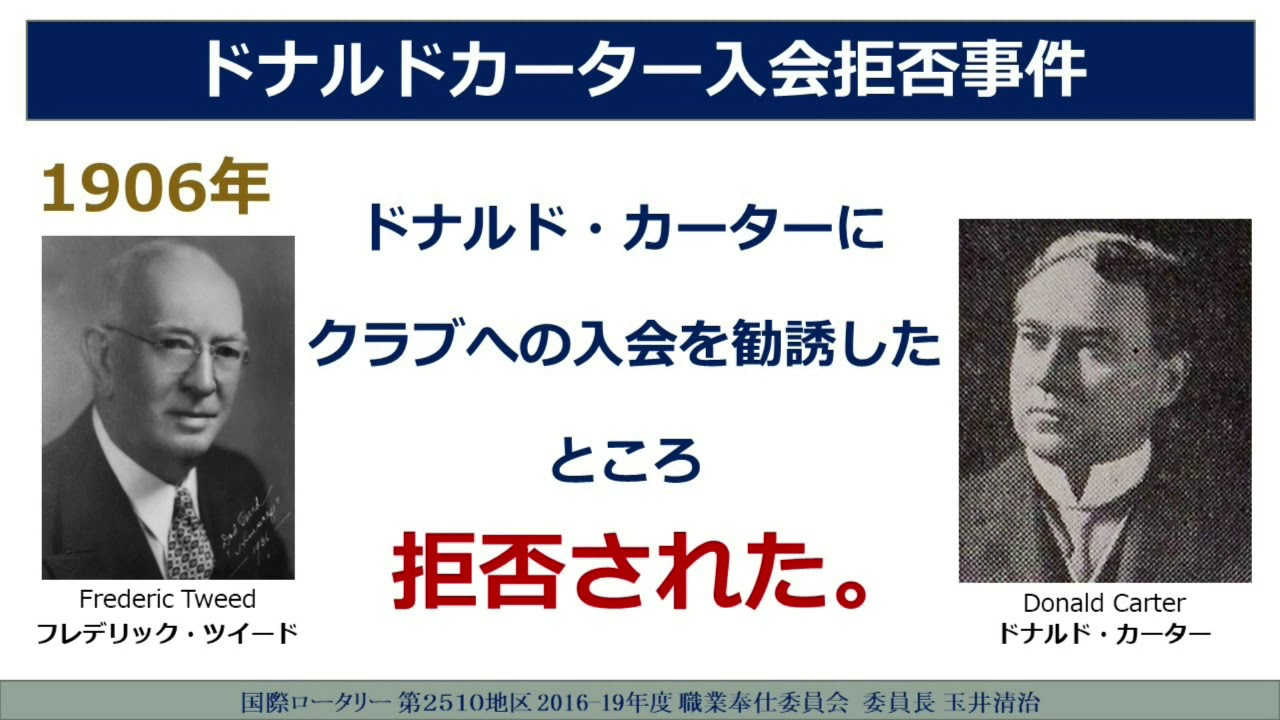 ドナルドカーター入会拒否事件
1906年
ドナルド・カーターに
クラブへの入会を勧誘した
ところ
拒否された。
Frederic Tweed
フレデリック・ツイード
Donald Carter
ドナルド・カーター
国際ロータリー 第2510地区 2016-19年度 職業奉仕委員会 委員長 玉井清治